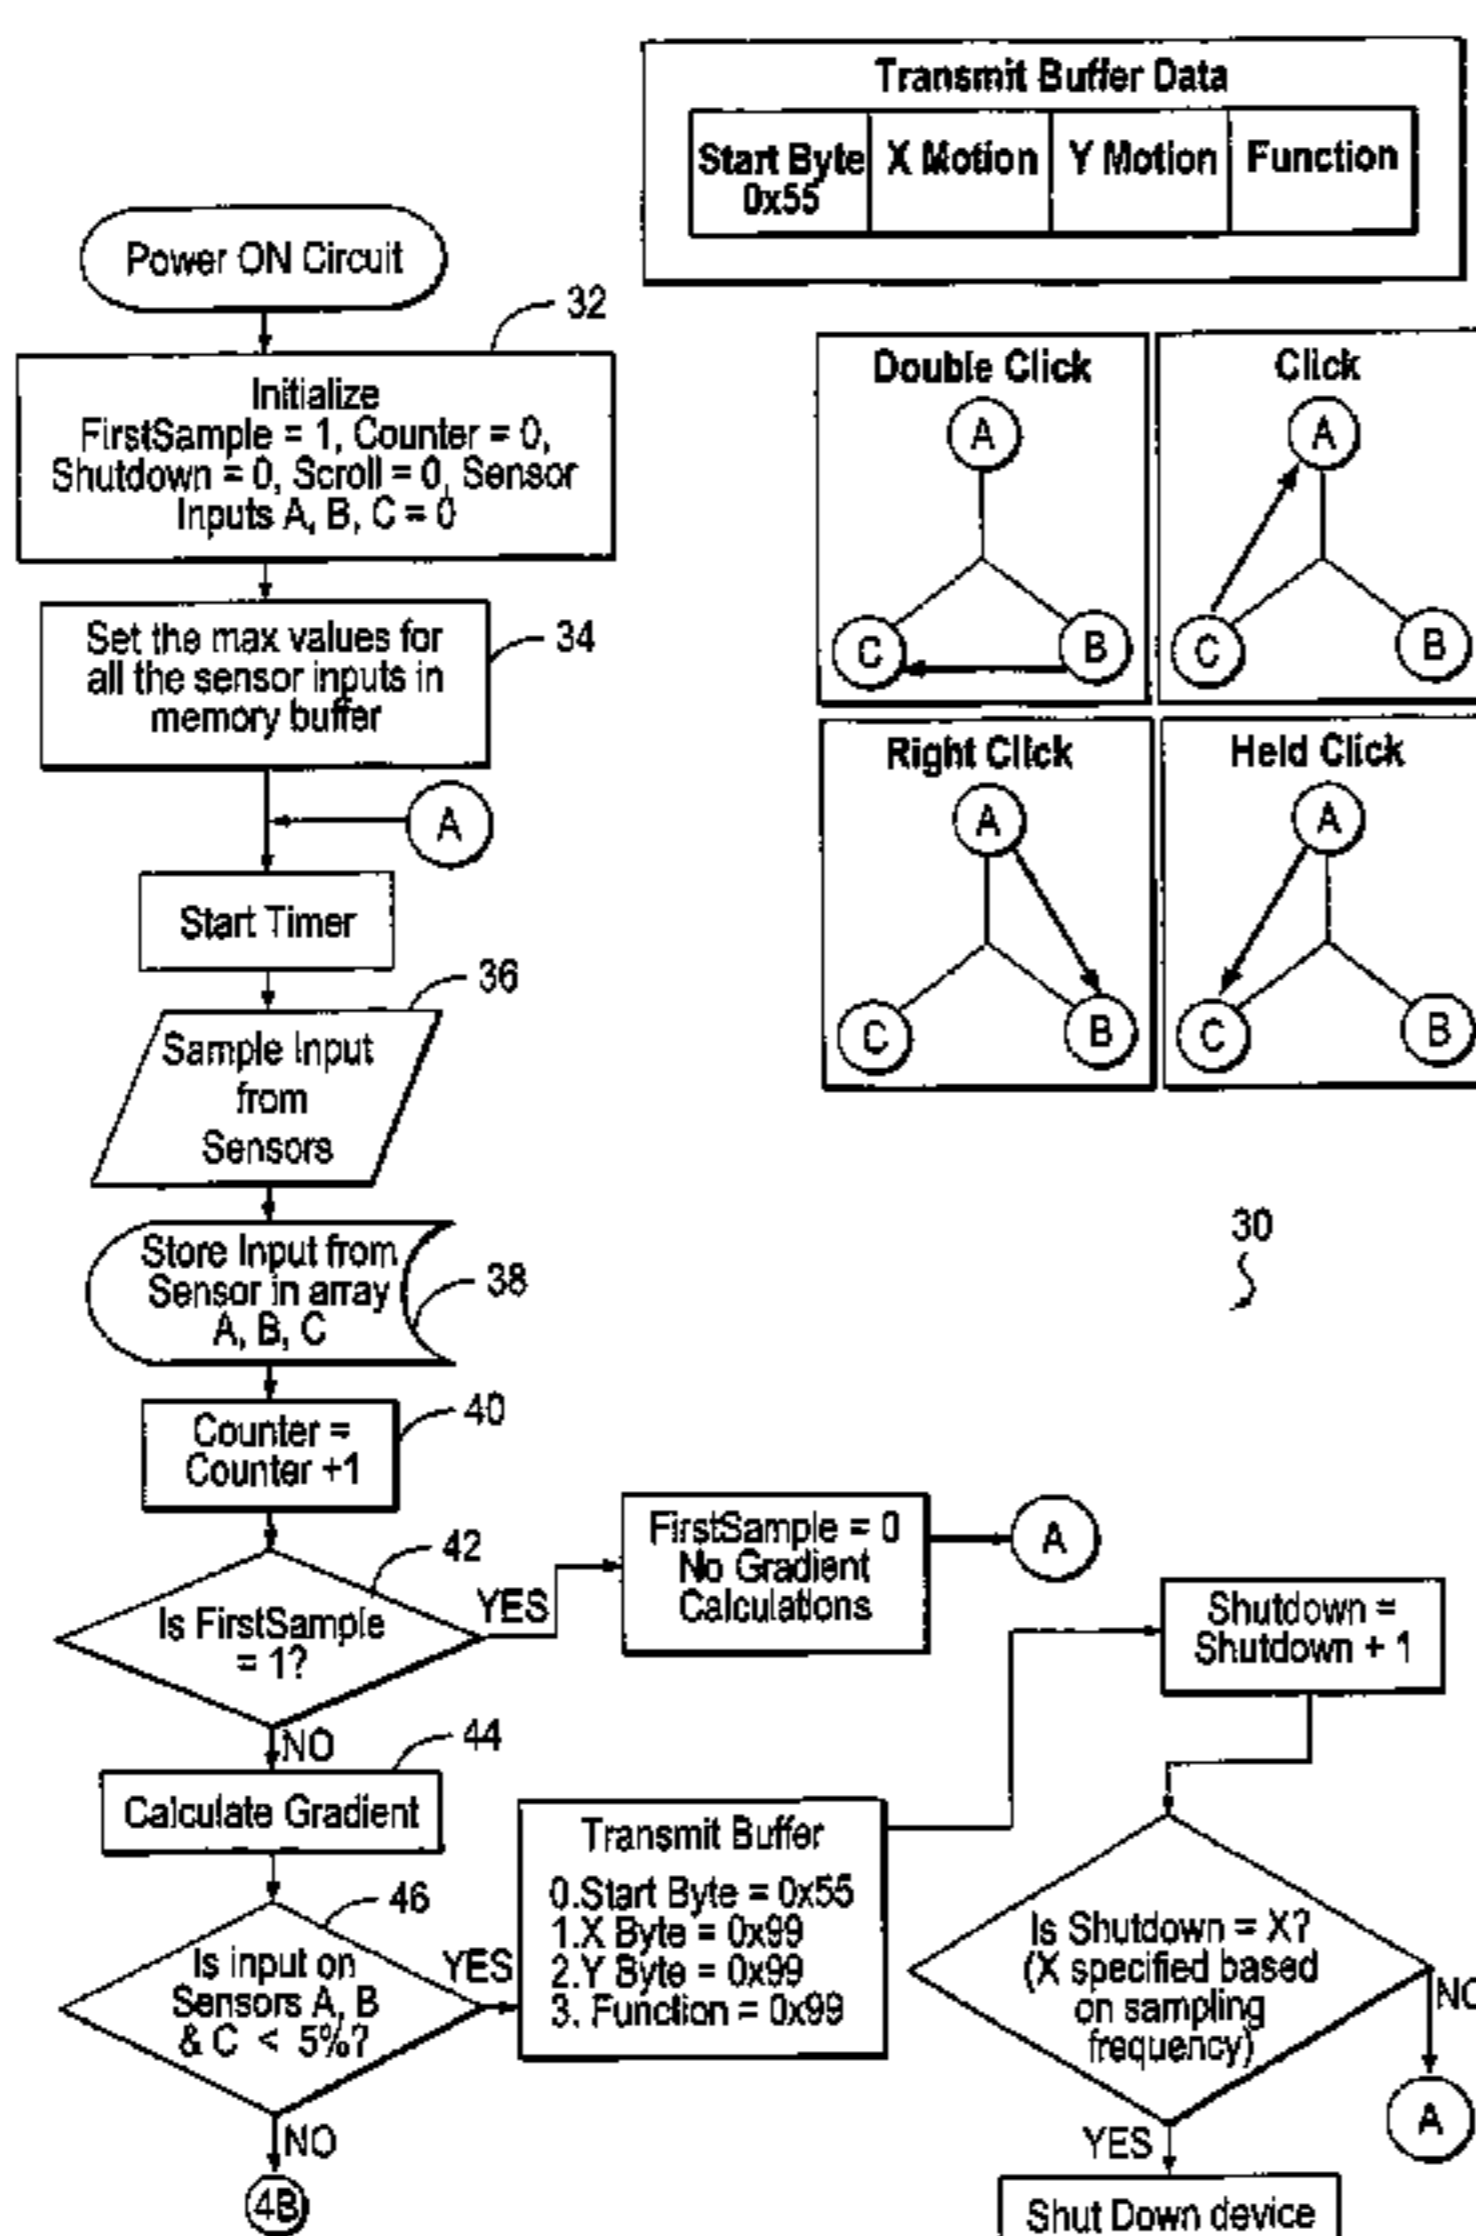 Transmit Buffer Data
Start Byte
0x55
X Motion
Y Motion
Function
Power ON Circuit
32
Initialize
FirstSample = 1, Counter = 0,
Shutdown = 0, Scroll = 0, Sensor
Inputs A, B, C = 0
Double Click
A
C
B
Click
A
C
B
Set the max values for
all the sensor inputs in
memory buffer
34
Right Click
A
C
B
Held Click
A
C
B
A
Start Timer
36
Sample Input
from
Sensors
30
Store Input from
Sensor in array
A, B, C
38
Counter =
Counter +1
40
42
Is FirstSample
= 1?
YES
FirstSample = 0
No Gradient
Calculations
A
NO
44
Calculate Gradient
46
Is input on
Sensors A, B
& C < 5%?
YES
Transmit Buffer
0.Start Byte = 0x55
1.X Byte = 0x99
2.Y Byte = 0x99
3. Function = 0x99
Shutdown =
Shutdown + 1
Is Shutdown = X?
(X specified based
on sampling
frequency)
NO
A
YES
Shut Down device
NO
4B